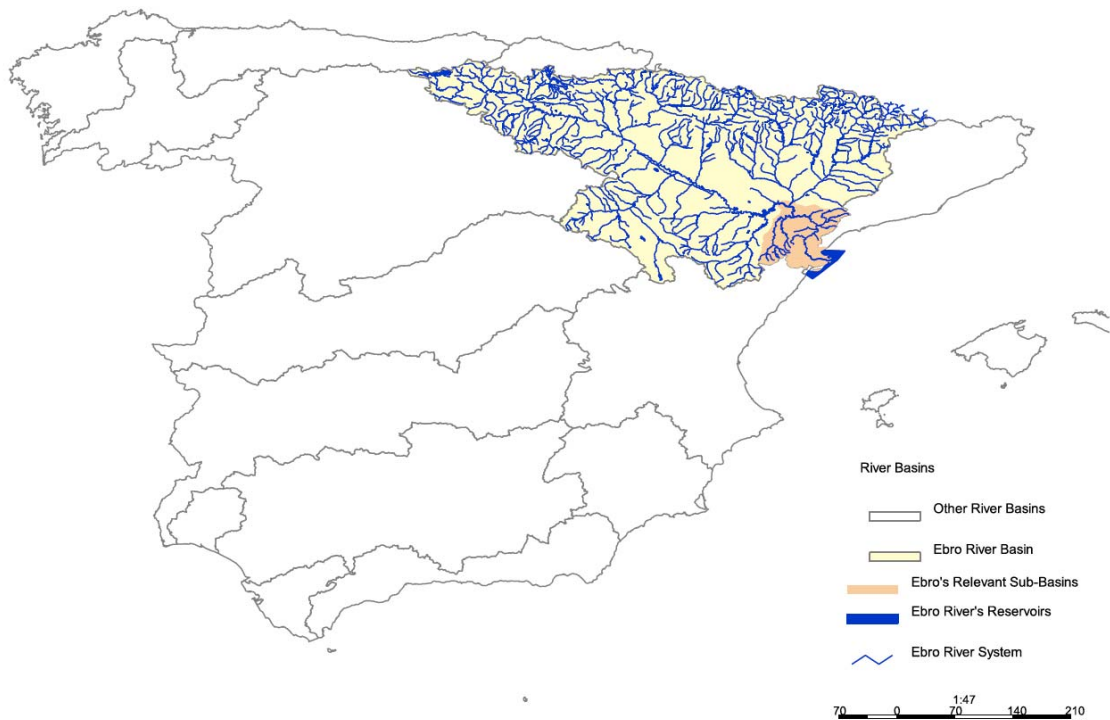 River Basins
Other River Basins
Ebro River Basin
Ebro's Relevant Sub-Basins
Ebro River's Reservoirs
Ebro River System
1:47
70 0 70 140 210